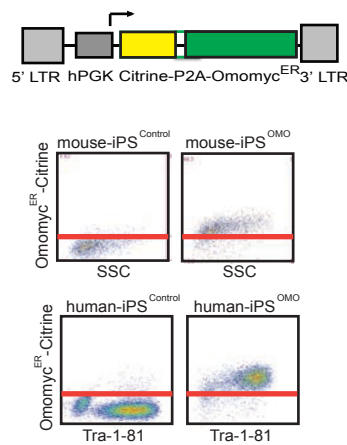 5' LTR hPGK Citrine-P2A-Omomyc^ER 3' LTR
mouse-iPS^Control mouse-iPS^OMO
Omomyc^ER-Citrine
SSC SSC
human-iPS^Control human-iPS^OMO
Omomyc^ER-Citrine
Tra-1-81 Tra-1-81